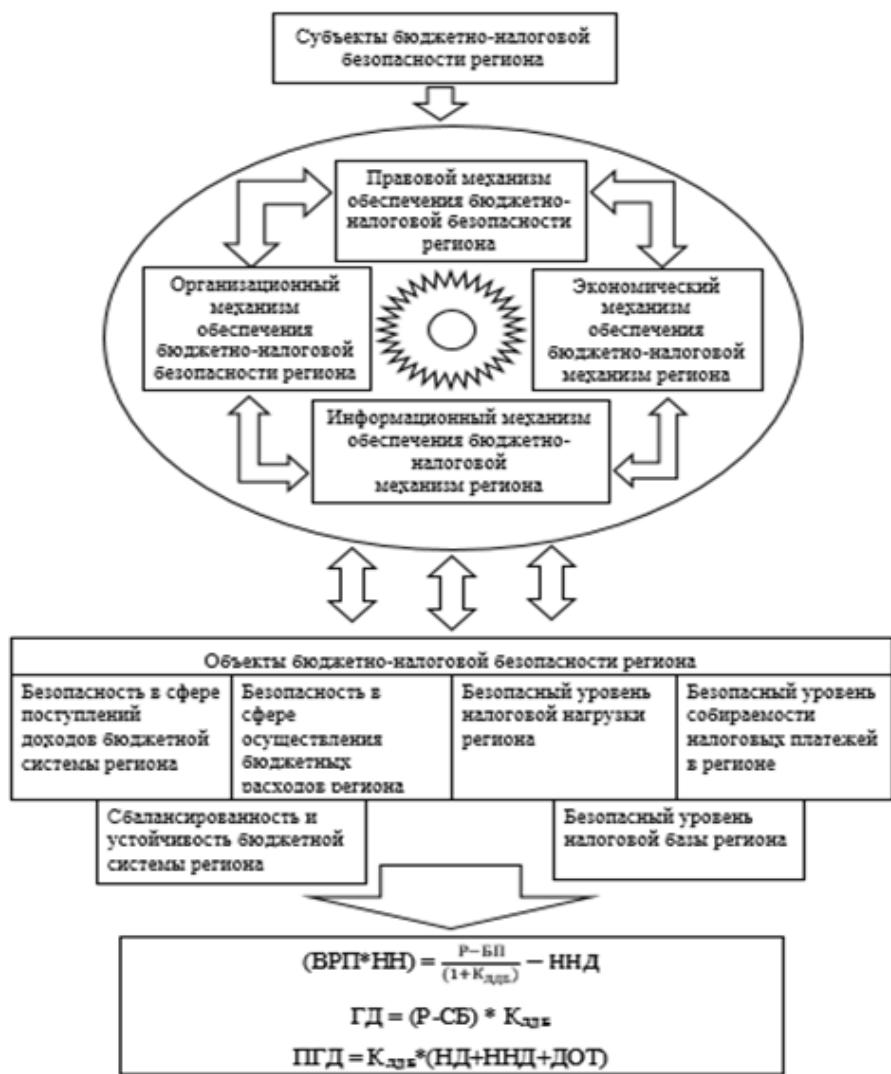 Субъекты бюджетно-налоговой
безопасности региона
Правовой механизм
обеспечения бюджетно-
налоговой безопасности
региона
Организационный
механизм
обеспечения
бюджетно-налоговой
безопасности региона
Экономический
механизм
обеспечения
бюджетно-налоговой
механизм региона
Информационный механизм
обеспечения бюджетно-
налоговой
механизм региона
Объекты бюджетно-налоговой безопасности региона
Безопасность в сфере
поступлений
доходов бюджетной
системы региона
Безопасность в
сфере
осуществления
бюджетных
расходов региона
Безопасный уровень
налоговой нагрузки
региона
Безопасный уровень
собираемости
налоговых платежей
в регионе
Сбалансированность и
устойчивость бюджетной
системы региона
Безопасный уровень
налоговой базы региона
(ВРП*НН) = (Р−БП)/(1+Кддб) − ННД
ГД = (Р-СБ) * Кддб
ПГД = Кддб*(НД+ННД+ДОТ)